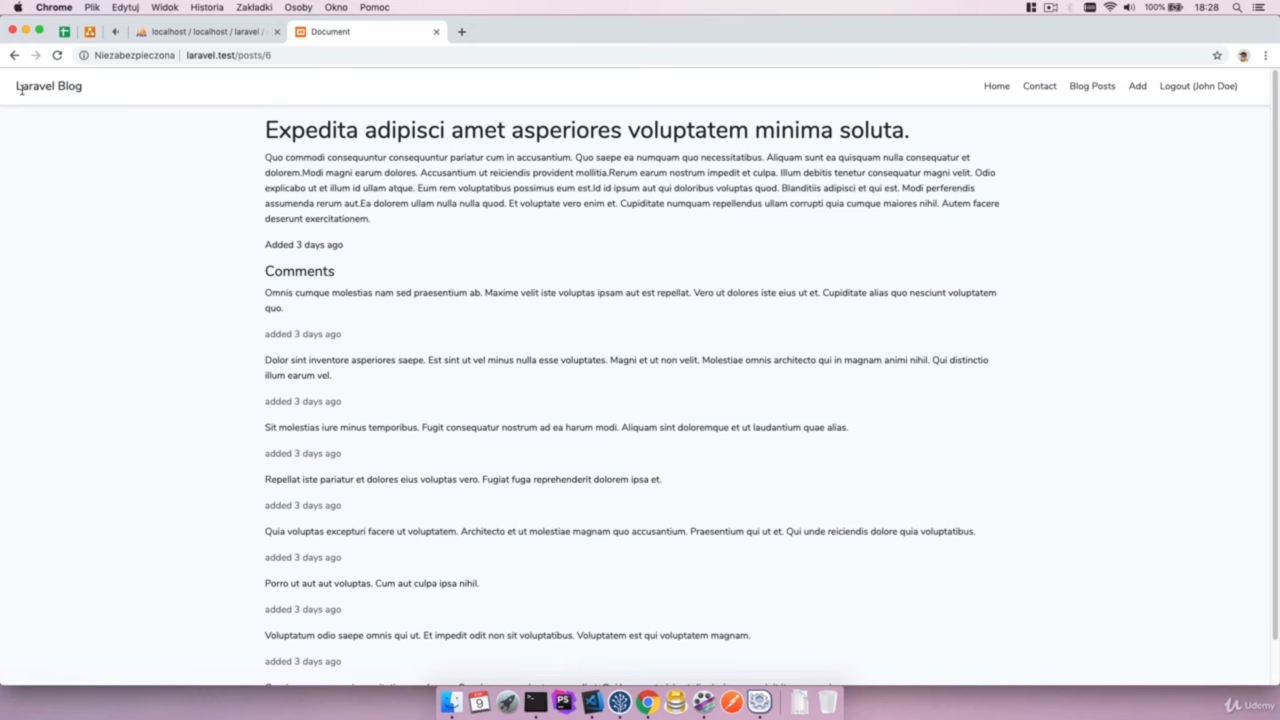 Chrome Plik Edytuj Widok Historia Zakładki Osoby Okno Pomoc 100% 18:28
localhost / localhost / laravel / Document
Niezabezpieczona laravel.test/posts/6
Laravel Blog Home Contact Blog Posts Add Logout (John Doe)
Expedita adipisci amet asperiores voluptatem minima soluta.
Quo commodi consequuntur consequuntur pariatur cum in accusantium. Quo saepe ea numquam quo necessitatibus. Aliquam sunt ea quisquam nulla consequatur et
dolorem.Modi magni earum dolores. Accusantium ut reiciendis provident mollitia.Rerum earum nostrum impedit et culpa. Illum debitis tenetur consequatur magni velit. Odio
explicabo ut et illum id ullam atque. Eum rem voluptatibus possimus eum est.Id id ipsum aut qui doloribus voluptas quod. Blanditiis adipisci et qui est. Modi perferendis
assumenda rerum aut.Ea dolorem ullam nulla nulla quod. Et voluptate vero enim et. Cupiditate numquam repellendus ullam corrupti quia cumque maiores nihil. Autem facere
deserunt exercitationem.
Added 3 days ago
Comments
Omnis cumque molestias nam sed praesentium ab. Maxime velit iste voluptas ipsam aut est repellat. Vero ut dolores iste eius ut et. Cupiditate alias quo nesciunt voluptatem
quo.
added 3 days ago
Dolor sint inventore asperiores saepe. Est sint ut vel minus nulla esse voluptates. Magni et ut non velit. Molestiae omnis architecto qui in magnam animi nihil. Qui distinctio
illum earum vel.
added 3 days ago
Sit molestias iure minus temporibus. Fugit consequatur nostrum ad ea harum modi. Aliquam sint doloremque et ut laudantium quae alias.
added 3 days ago
Repellat iste pariatur et dolores eius voluptas vero. Fugiat fuga reprehenderit dolorem ipsa et.
added 3 days ago
Quia voluptas excepturi facere ut voluptatem. Architecto et ut molestiae magnam quo accusantium. Praesentium qui ut et. Qui unde reiciendis dolore quia voluptatibus.
added 3 days ago
Porro ut aut aut voluptas. Cum aut culpa ipsa nihil.
added 3 days ago
Voluptatum odio saepe omnis qui ut. Et impedit odit non sit voluptatibus. Voluptatem est qui voluptatem magnam.
added 3 days ago
9
PS
Udemy